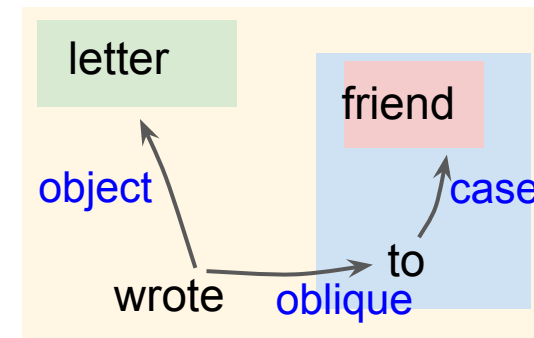 letter
friend
object
case
to
wrote
oblique